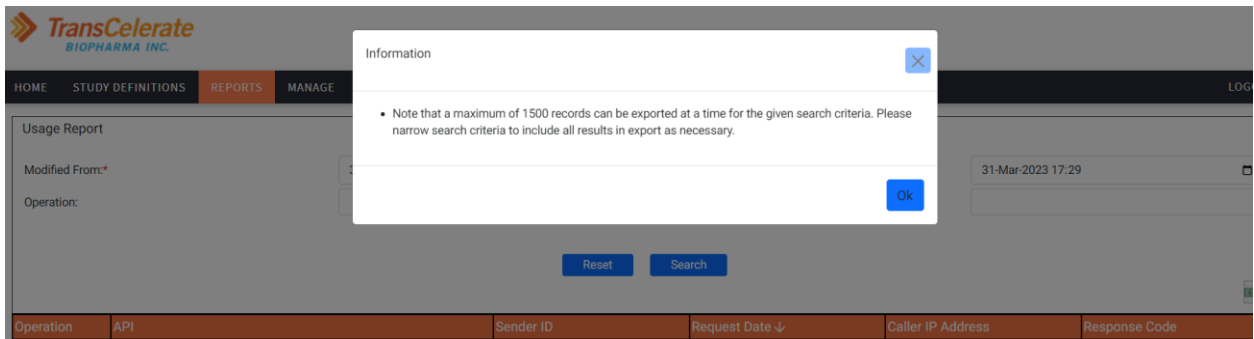 TransCelerate
BIOPHARMA INC.
Information
HOME STUDY DEFINITIONS REPORTS MANAGE
Usage Report
• Note that a maximum of 1500 records can be exported at a time for the given search criteria. Please
narrow search criteria to include all results in export as necessary.
Modified From:*
31-Mar-2023 17:29
Operation:
Ok
Reset Search
Operation API Sender ID Request Date ↓ Caller IP Address Response Code